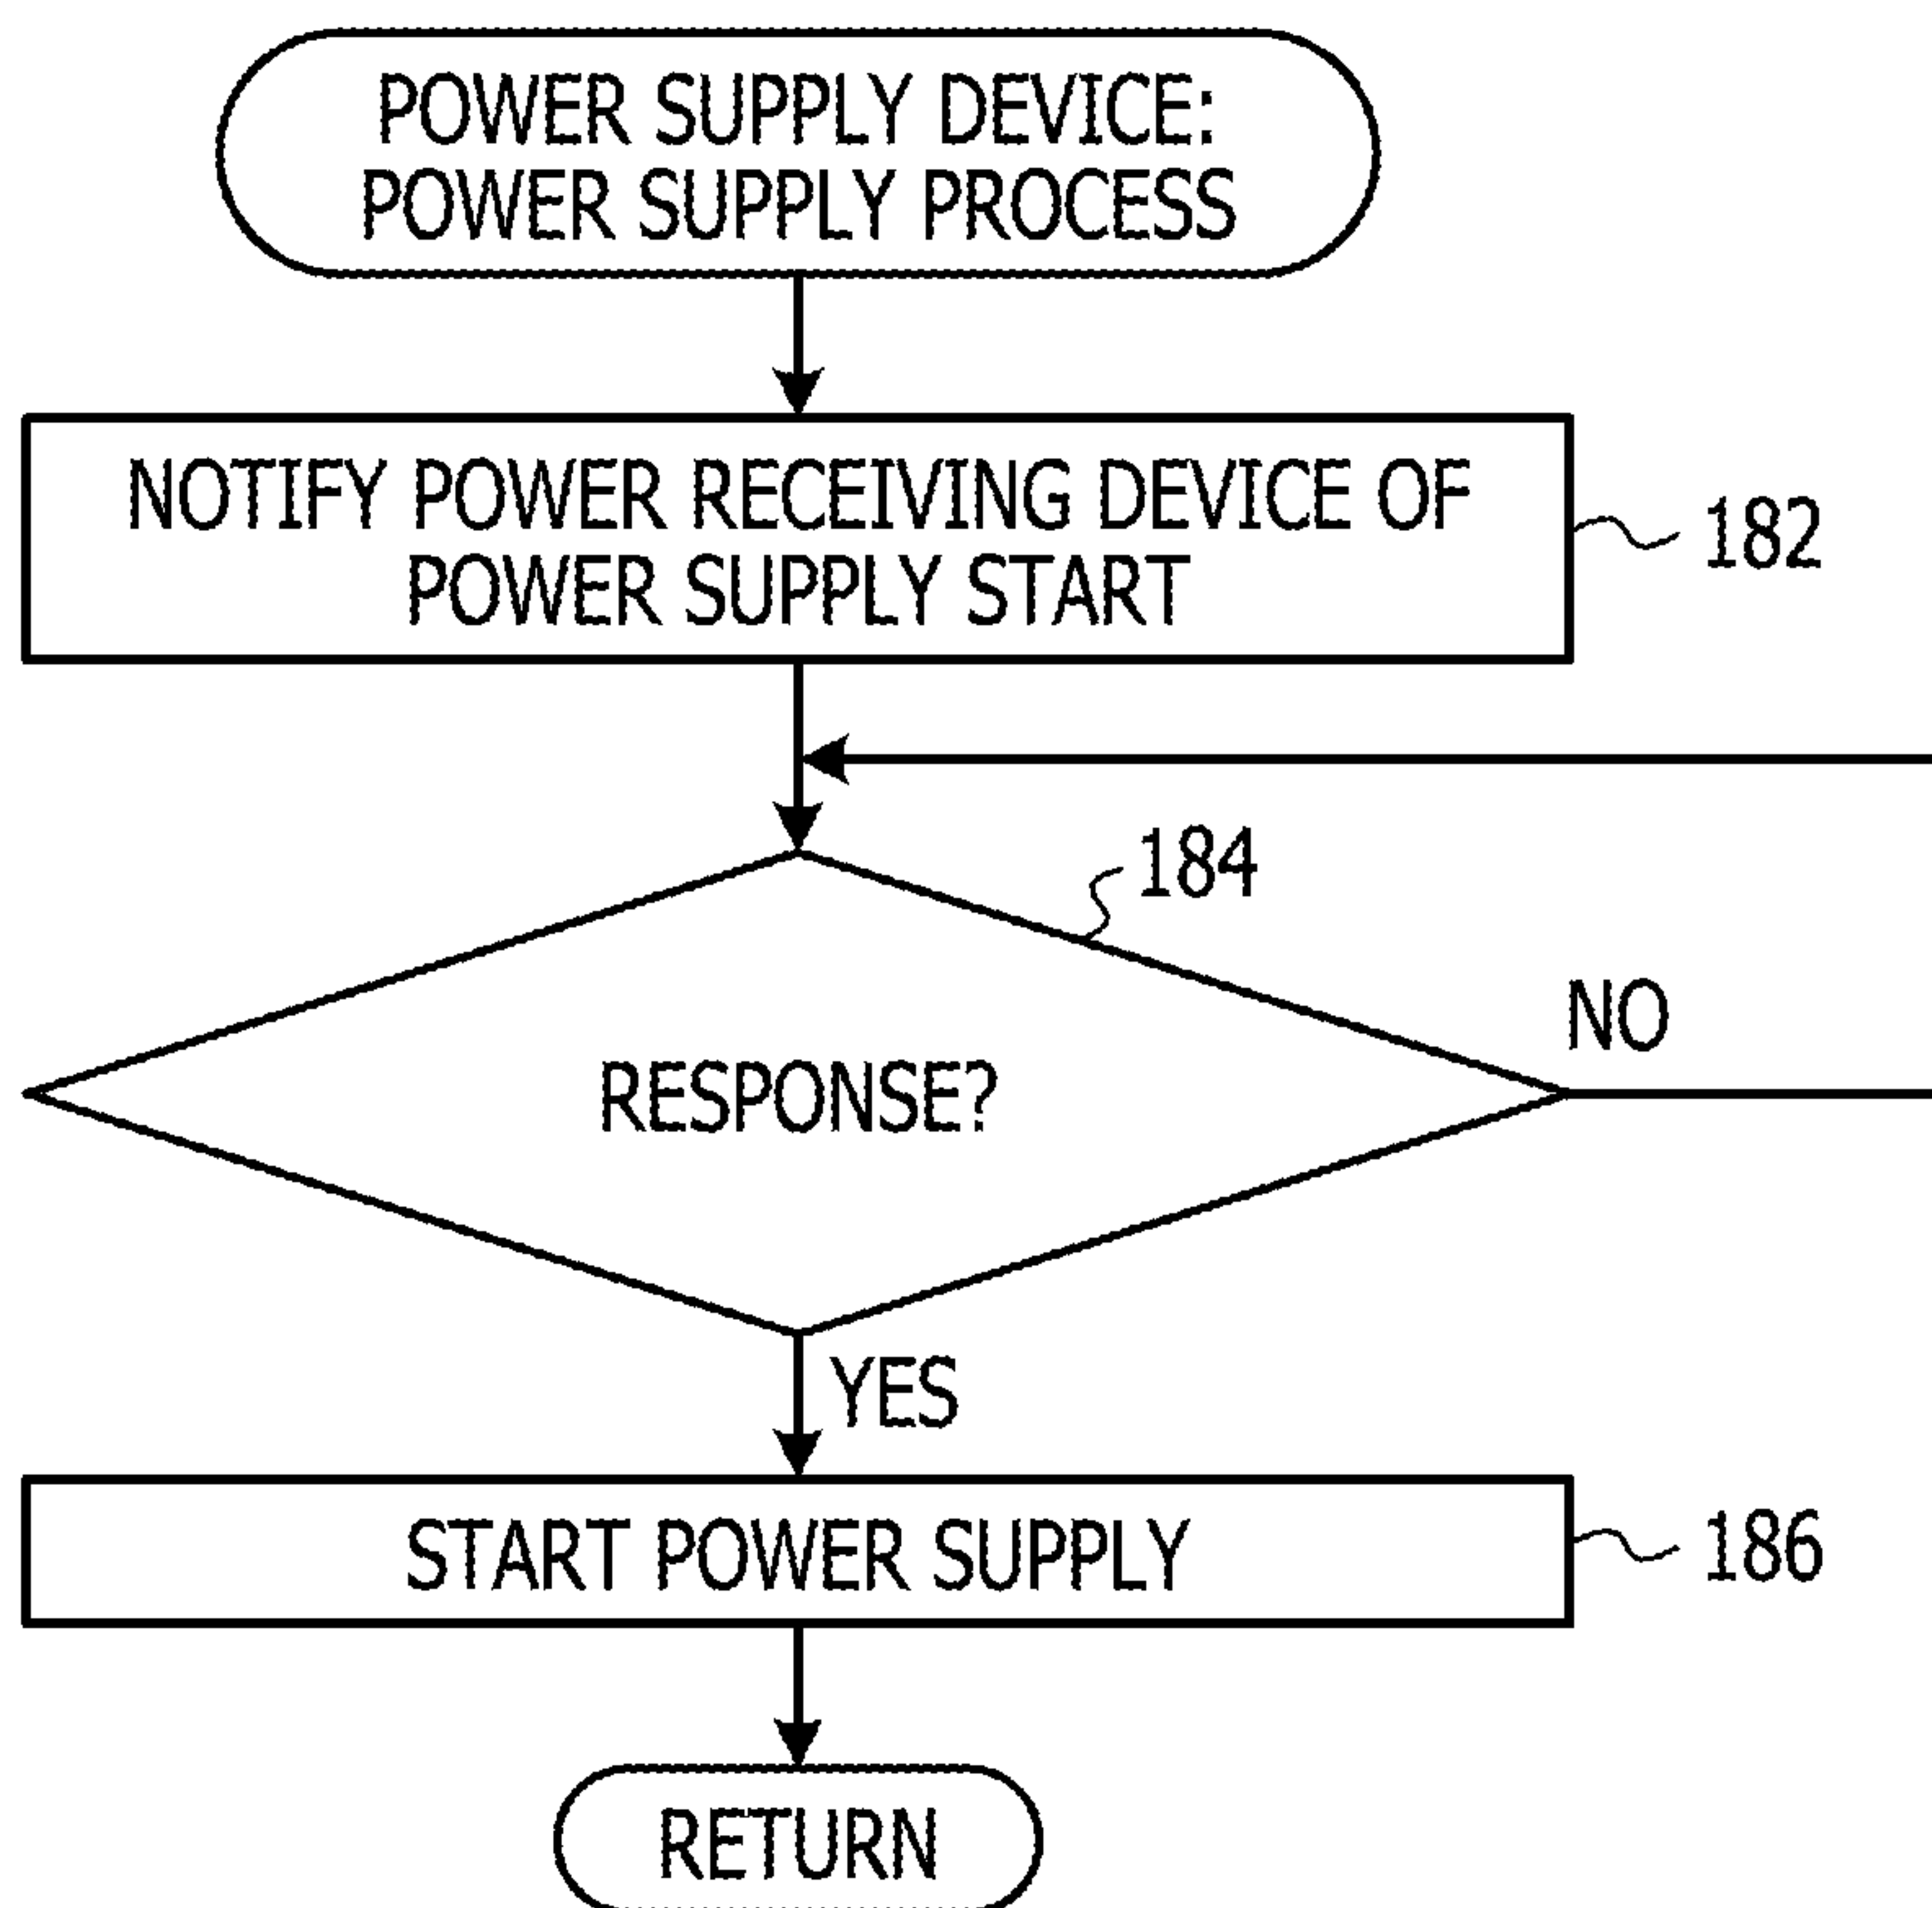 POWER SUPPLY DEVICE:
POWER SUPPLY PROCESS
NOTIFY POWER RECEIVING DEVICE OF
POWER SUPPLY START
182
184
NO
RESPONSE?
YES
START POWER SUPPLY
186
RETURN